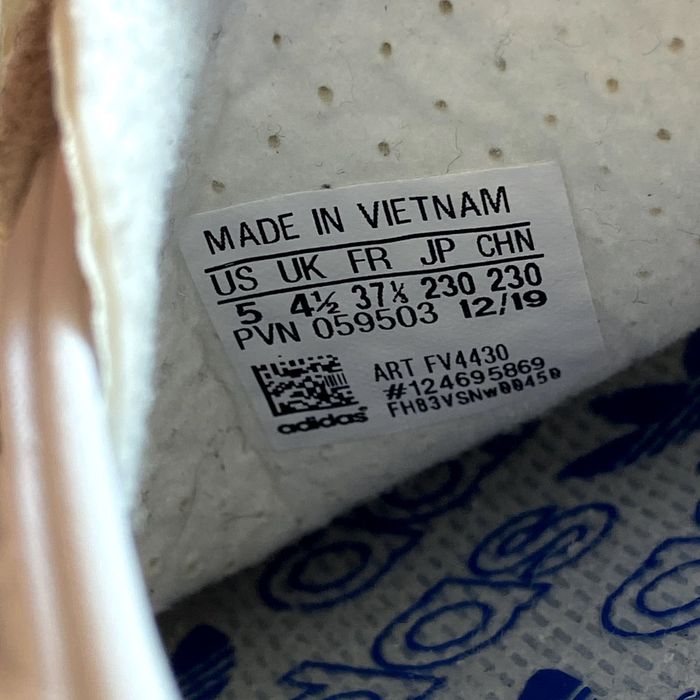 MADE IN VIETNAM
US UK FR JP CHN
5 4½ 37⅓ 230 230
PVN 059503 12/19
ART FV4430
#124695869
FHB3VSNW00450
adidas